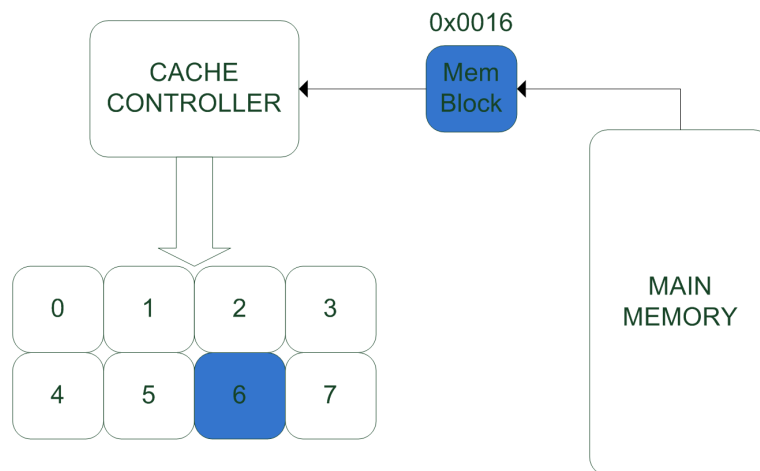 0x0016
CACHE
CONTROLLER
Mem
Block
MAIN
MEMORY
0
1
2
3
4
5
6
7